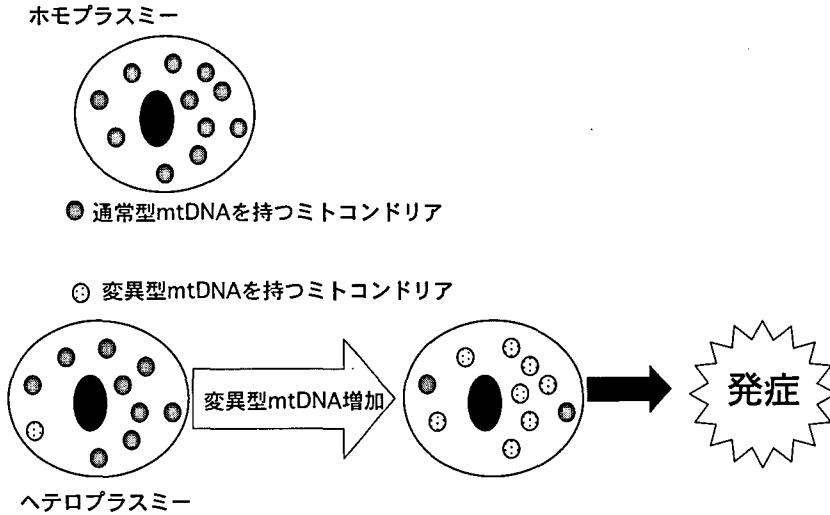 ホモプラスミー
通常型mtDNAを持つミトコンドリア
変異型mtDNAを持つミトコンドリア
変異型mtDNA増加
発症
ヘテロプラスミー